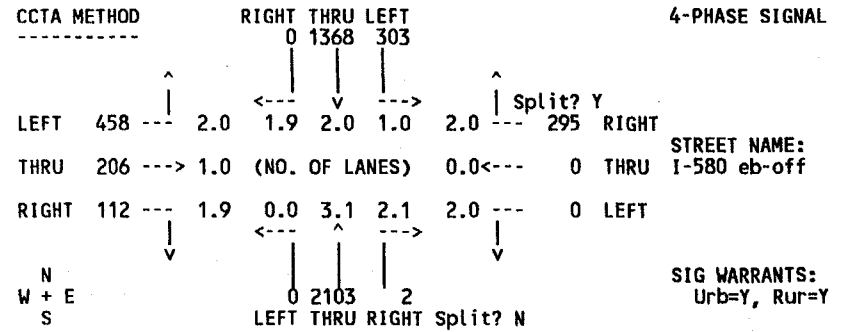 CCTA METHOD RIGHT THRU LEFT 4-PHASE SIGNAL
----------- 0 1368 303
^ | | | ^
| <--- v ---> | Split? Y
LEFT 458 --- 2.0 1.9 2.0 1.0 2.0 --- 295 RIGHT
STREET NAME:
THRU 206 ---> 1.0 (NO. OF LANES) 0.0<--- 0 THRU I-580 eb-off
RIGHT 112 --- 1.9 0.0 3.1 2.1 2.0 --- 0 LEFT
| <--- ^ ---> |
v | | | v
N SIG WARRANTS:
W + E 0 2103 2 Urb=Y, Rur=Y
S LEFT THRU RIGHT Split? N